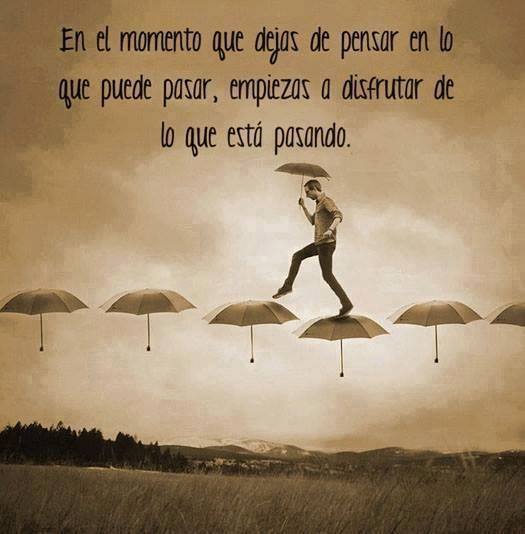 En el momento que dejas de pensar en lo
que puede pasar, empiezas a disfrutar de
lo que está pasando.